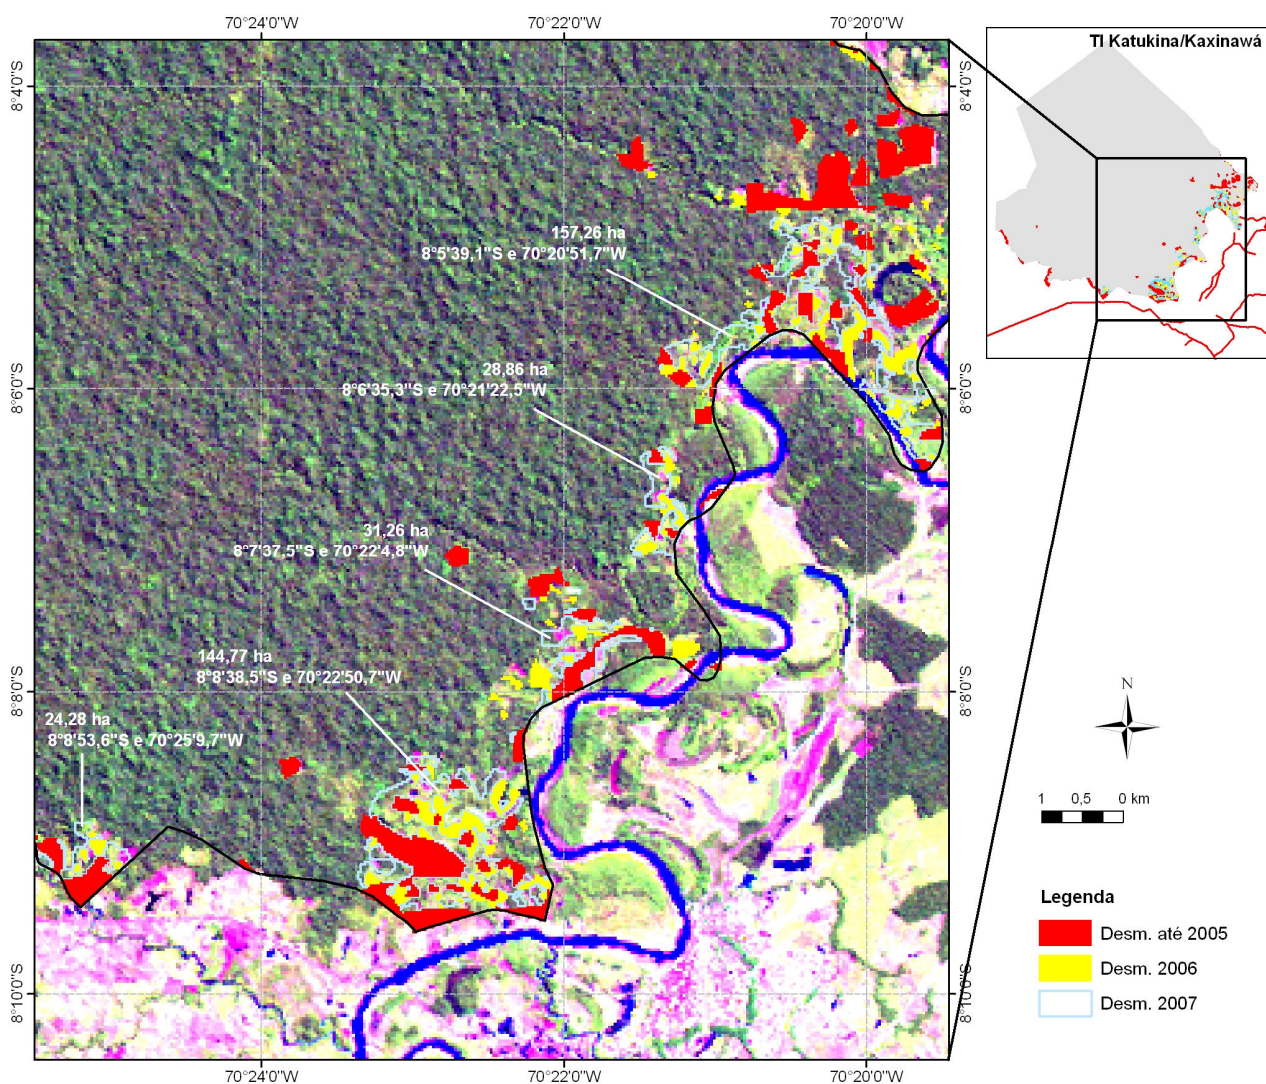 70°24'0"W 70°22'0"W 70°20'0"W
TI Katukina/Kaxinawá
8°4'0"S 8°4'0"S
157,26 ha
8°5'39,1"S e 70°20'51,7"W
28,86 ha
8°6'35,3"S e 70°21'22,5"W
8°6'0"S 8°6'0"S
31,26 ha
8°7'37,5"S e 70°22'4,8"W
144,77 ha
8°8'38,5"S e 70°22'50,7"W
8°8'0"S 8°8'0"S
24,28 ha
8°8'53,6"S e 70°25'9,7"W
N
1 0,5 0 km
Legenda
Desm. até 2005
Desm. 2006
Desm. 2007
8°10'0"S 8°10'0"S
70°24'0"W 70°22'0"W 70°20'0"W